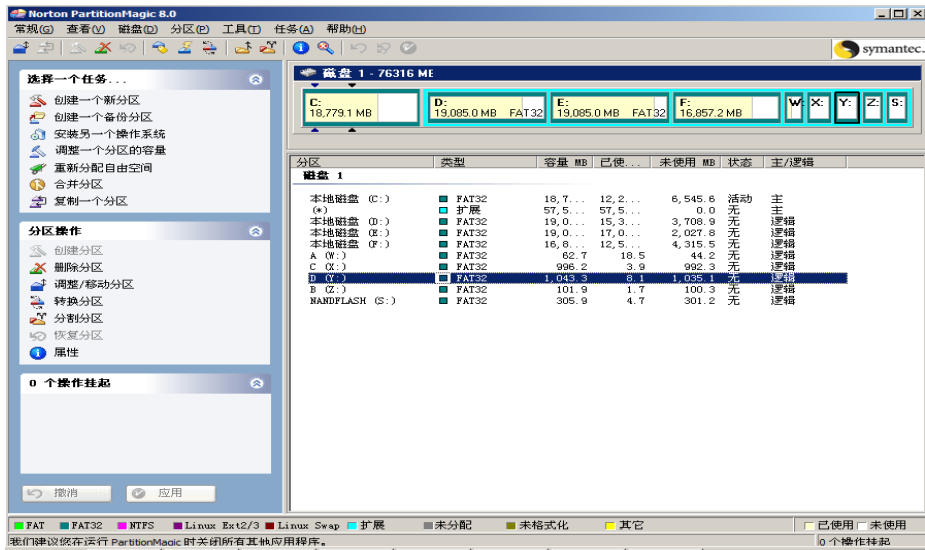 Norton PartitionMagic 8.0
常规(G) 查看(V) 磁盘(D) 分区(P) 工具(T) 任务(A) 帮助(H)
symantec.
选择一个任务...
创建一个新分区
创建一个备份分区
安装另一个操作系统
调整一个分区的容量
重新分配自由空间
合并分区
复制一个分区
分区操作
创建分区
删除分区
调整/移动分区
转换分区
分割分区
恢复分区
属性
0 个操作挂起
撤消 应用
磁盘 1 - 76316 ME
C: D: E: F: W: X: Y: Z: S:
18,779.1 MB 19,085.0 MB FAT32 19,085.0 MB FAT32 16,857.2 MB
分区 类型 容量 MB 已使... 未使用 MB 状态 主/逻辑
磁盘 1
本地磁盘 (C:) FAT32 18,7... 12,2... 6,545.6 活动 主
(*) 扩展 57,5... 57,5... 0.0 无 主
本地磁盘 (D:) FAT32 19,0... 15,3... 3,708.9 无 逻辑
本地磁盘 (E:) FAT32 19,0... 17,0... 2,027.8 无 逻辑
本地磁盘 (F:) FAT32 16,8... 12,5... 4,315.5 无 逻辑
A (W:) FAT32 62.7 18.5 44.2 无 逻辑
C (X:) FAT32 996.2 3.9 992.3 无 逻辑
D (Y:) FAT32 1,043.3 8.1 1,035.1 无 逻辑
B (Z:) FAT32 101.9 1.7 100.3 无 逻辑
NANDFLASH (S:) FAT32 305.9 4.7 301.2 无 逻辑
FAT FAT32 NTFS Linux Ext2/3 Linux Swap 扩展 未分配 未格式化 其它 已使用 未使用
我们建议您在运行 PartitionMagic 时关闭所有其他应用程序。 0 个操作挂起